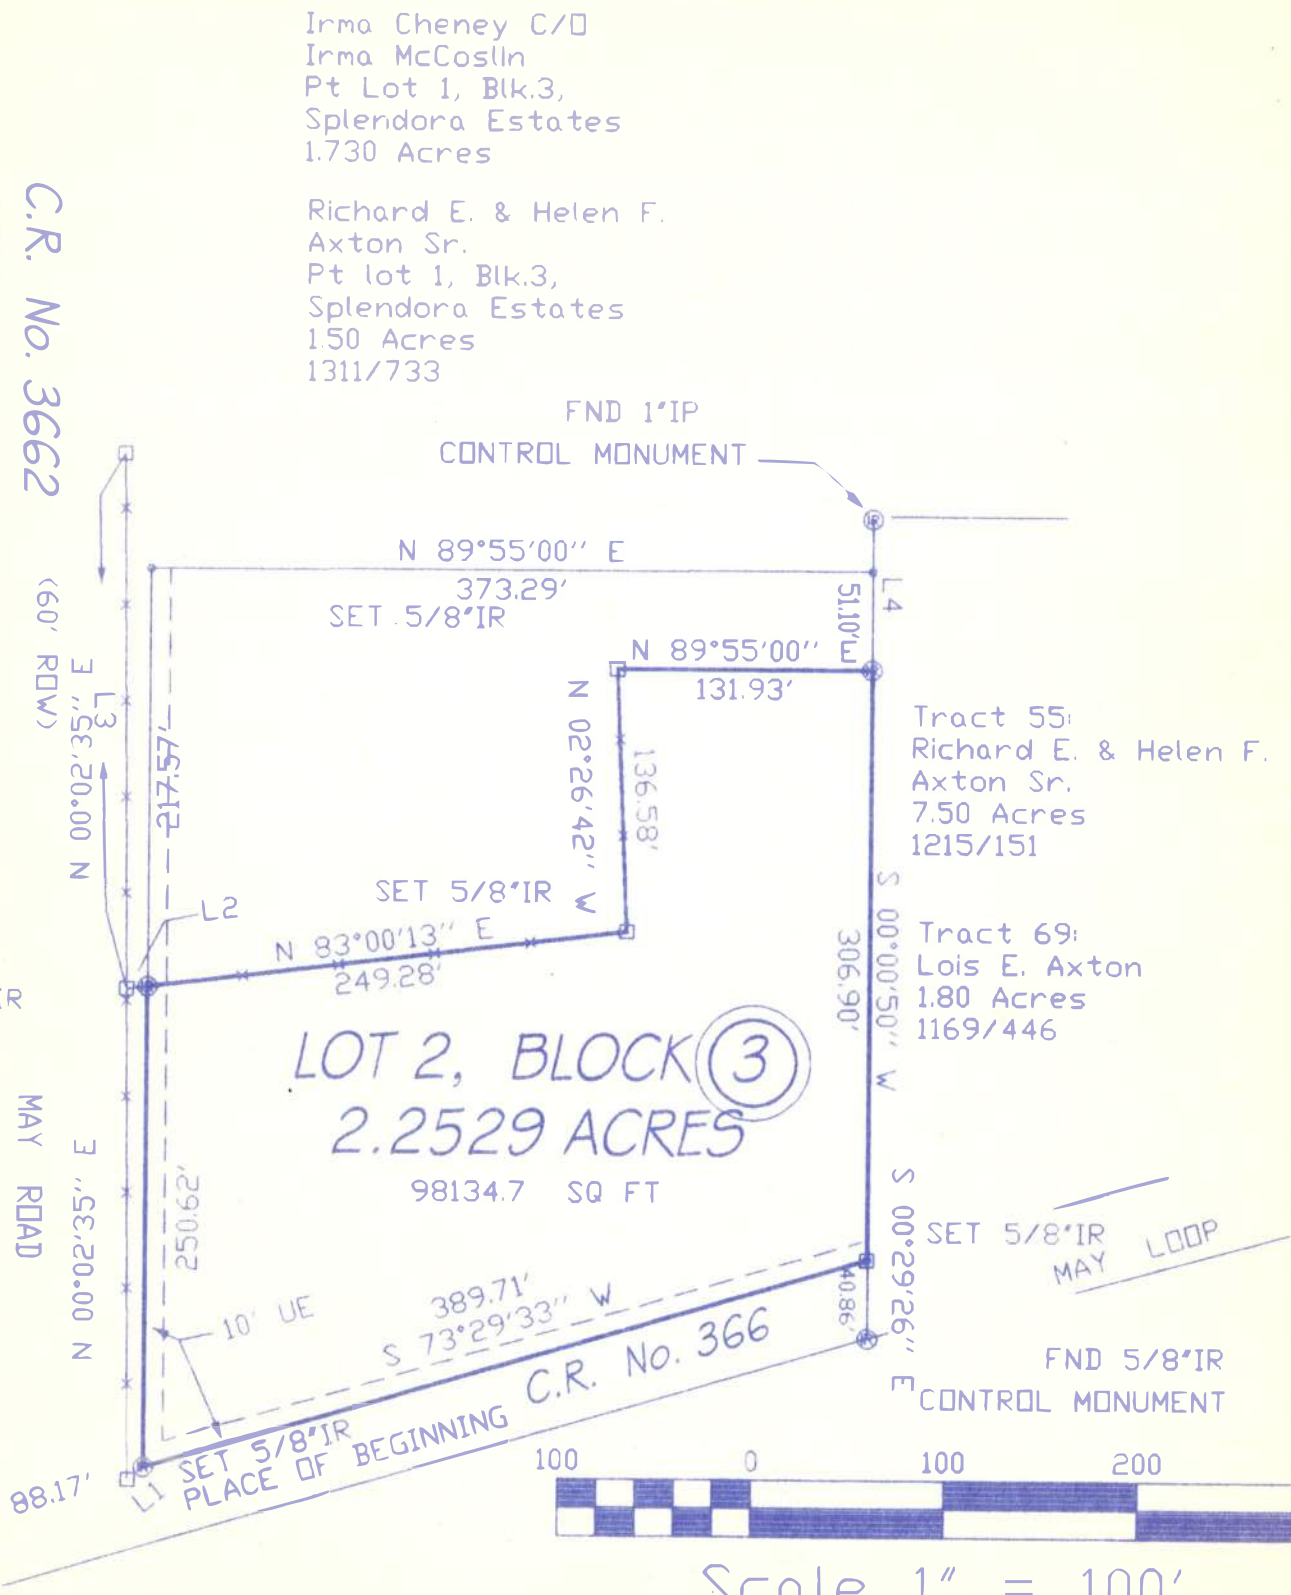 Irma Cheney C/O
Irma McCoslin
Pt Lot 1, Blk.3,
Splendora Estates
1.730 Acres
Richard E. & Helen F.
Axton Sr.
Pt lot 1, Blk.3,
Splendora Estates
1.50 Acres
1311/733
C.R. No. 3662
(60' ROW)
FND 1"IP
CONTROL MONUMENT
N 89°55'00" E
373.29'
SET 5/8"IR
L4
51.10'
N 89°55'00" E
131.93'
N 00°02'35" E
L3
217.57'
N 02°26'42" W
136.58'
Tract 55:
Richard E. & Helen F.
Axton Sr.
7.50 Acres
1215/151
L2
SET 5/8"IR
N 83°00'13" E
249.28'
S 00°00'50" W
306.90'
Tract 69:
Lois E. Axton
1.80 Acres
1169/446
IR
LOT 2, BLOCK 3
2.2529 ACRES
98134.7 SQ FT
MAY ROAD
N 00°02'35" E
250.62'
S 00°29'26" E
40.86'
SET 5/8"IR
MAY LOOP
10' UE
389.71'
S 73°29'33" W
C.R. No. 366
FND 5/8"IR
CONTROL MONUMENT
SET 5/8"IR
PLACE OF BEGINNING
88.17'
L1
100 0 100 200
Scale 1" = 100'